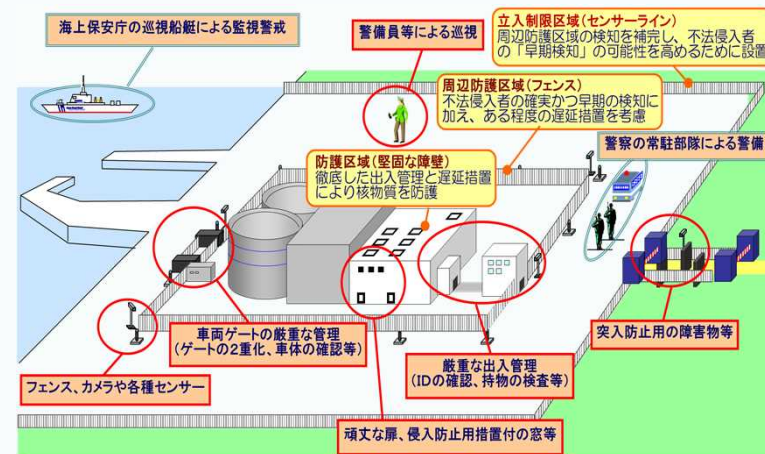 海上保安庁の巡視船艇による監視警戒
警備員等による巡視
立入制限区域（センサーライン）
周辺防護区域の検知を補完し、不法侵入者
の「早期検知」の可能性を高めるために設置
周辺防護区域（フェンス）
不法侵入者の確実かつ早期の検知に
加え、ある程度の遅延措置を考慮
警察の常駐部隊による警備
防護区域（堅固な障壁）
徹底した出入管理と遅延措置
により核物質を防護
車両ゲートの厳重な管理
（ゲートの2重化、車体の確認等）
厳重な出入管理
（IDの確認、持物の検査等）
突入防止用の障害物等
フェンス、カメラや各種センサー
頑丈な扉、侵入防止用措置付の窓等